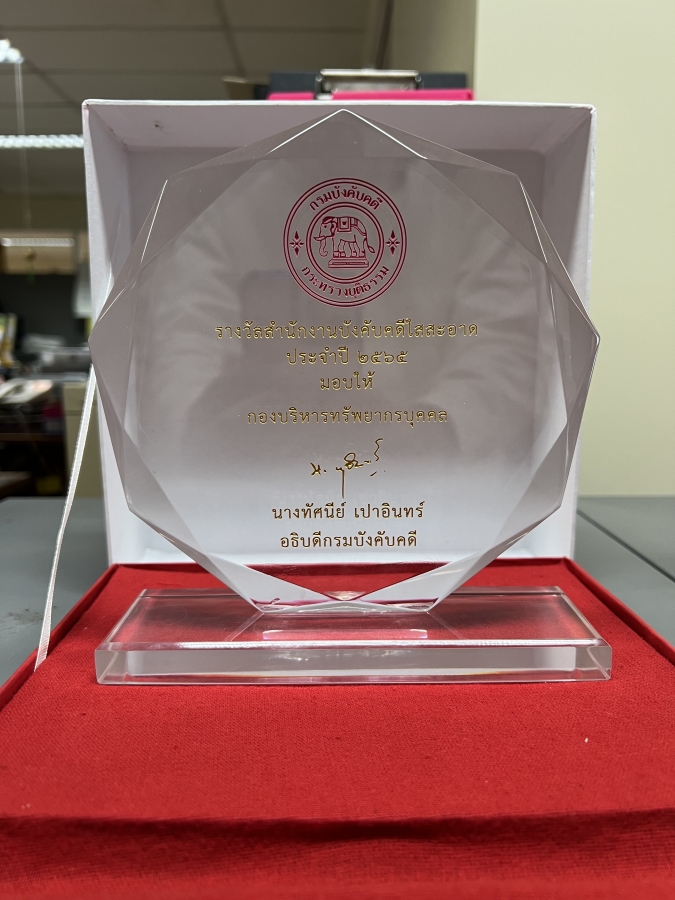 กรมบังคับคดี
กระทรวงยุติธรรม
รางวัลสำนักงานบังคับคดีใสสะอาด
ประจำปี ๒๕๖๕
มอบให้
กองบริหารทรัพยากรบุคคล
นางทัศนีย์ เปาอินทร์
อธิบดีกรมบังคับคดี